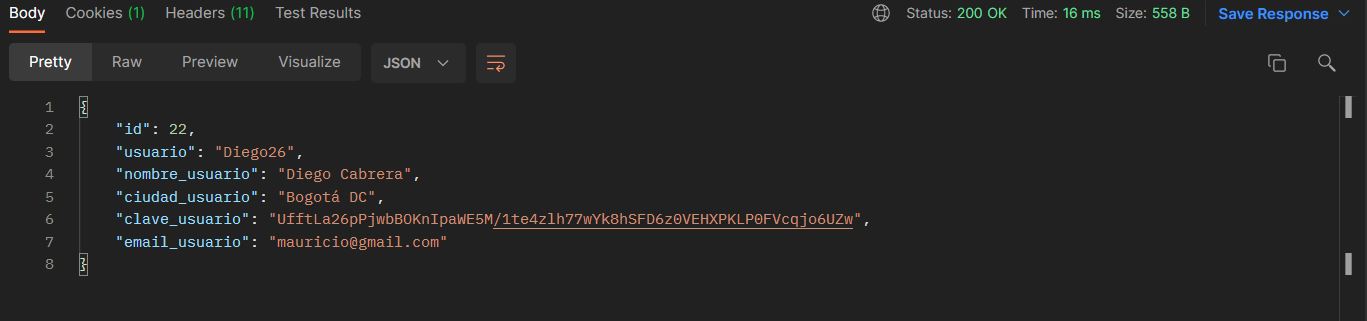 Body Cookies (1) Headers (11) Test Results Status: 200 OK Time: 16 ms Size: 558 B Save Response
Pretty Raw Preview Visualize JSON
1 {
2 "id": 22,
3 "usuario": "Diego26",
4 "nombre_usuario": "Diego Cabrera",
5 "ciudad_usuario": "Bogotá DC",
6 "clave_usuario": "UfftLa26pPjwbBOKnIpaWE5M/1te4zlh77wYk8hSFD6z0VEHXPKLP0FVcqjo6UZw",
7 "email_usuario": "mauricio@gmail.com"
8 }